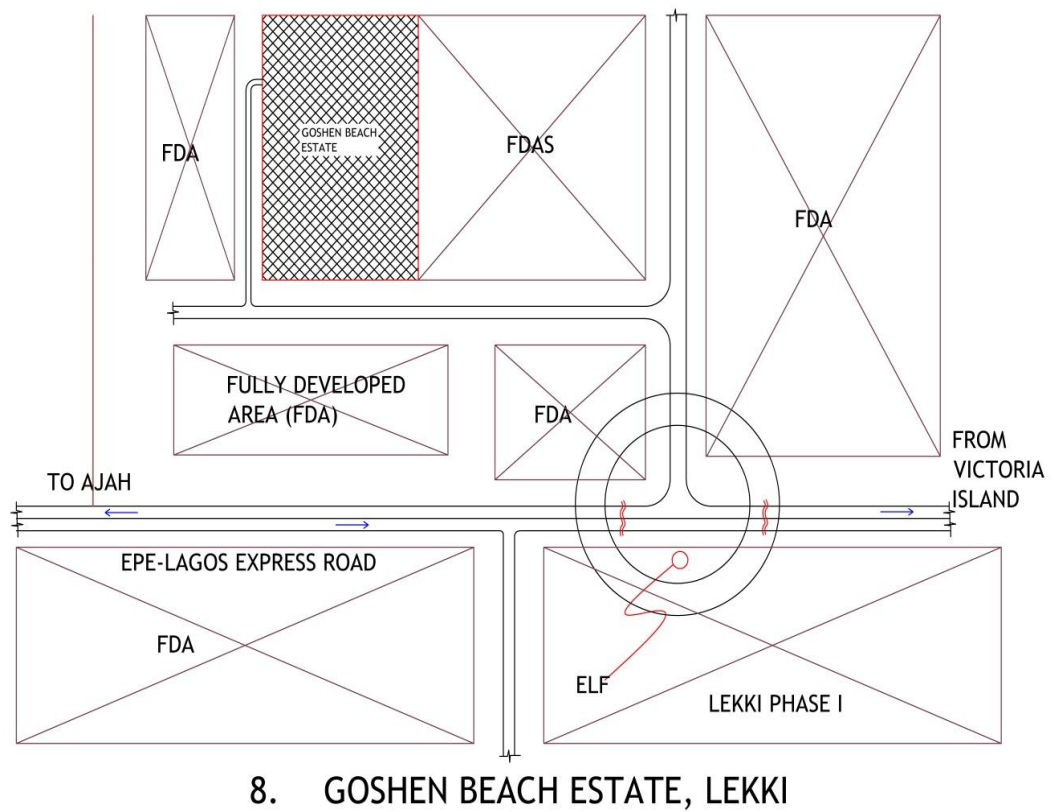 GOSHEN BEACH
ESTATE
FDA
FDAS
FDA
FULLY DEVELOPED
AREA (FDA)
FDA
FROM
VICTORIA
ISLAND
TO AJAH
EPE-LAGOS EXPRESS ROAD
FDA
ELF
LEKKI PHASE I
8. GOSHEN BEACH ESTATE, LEKKI